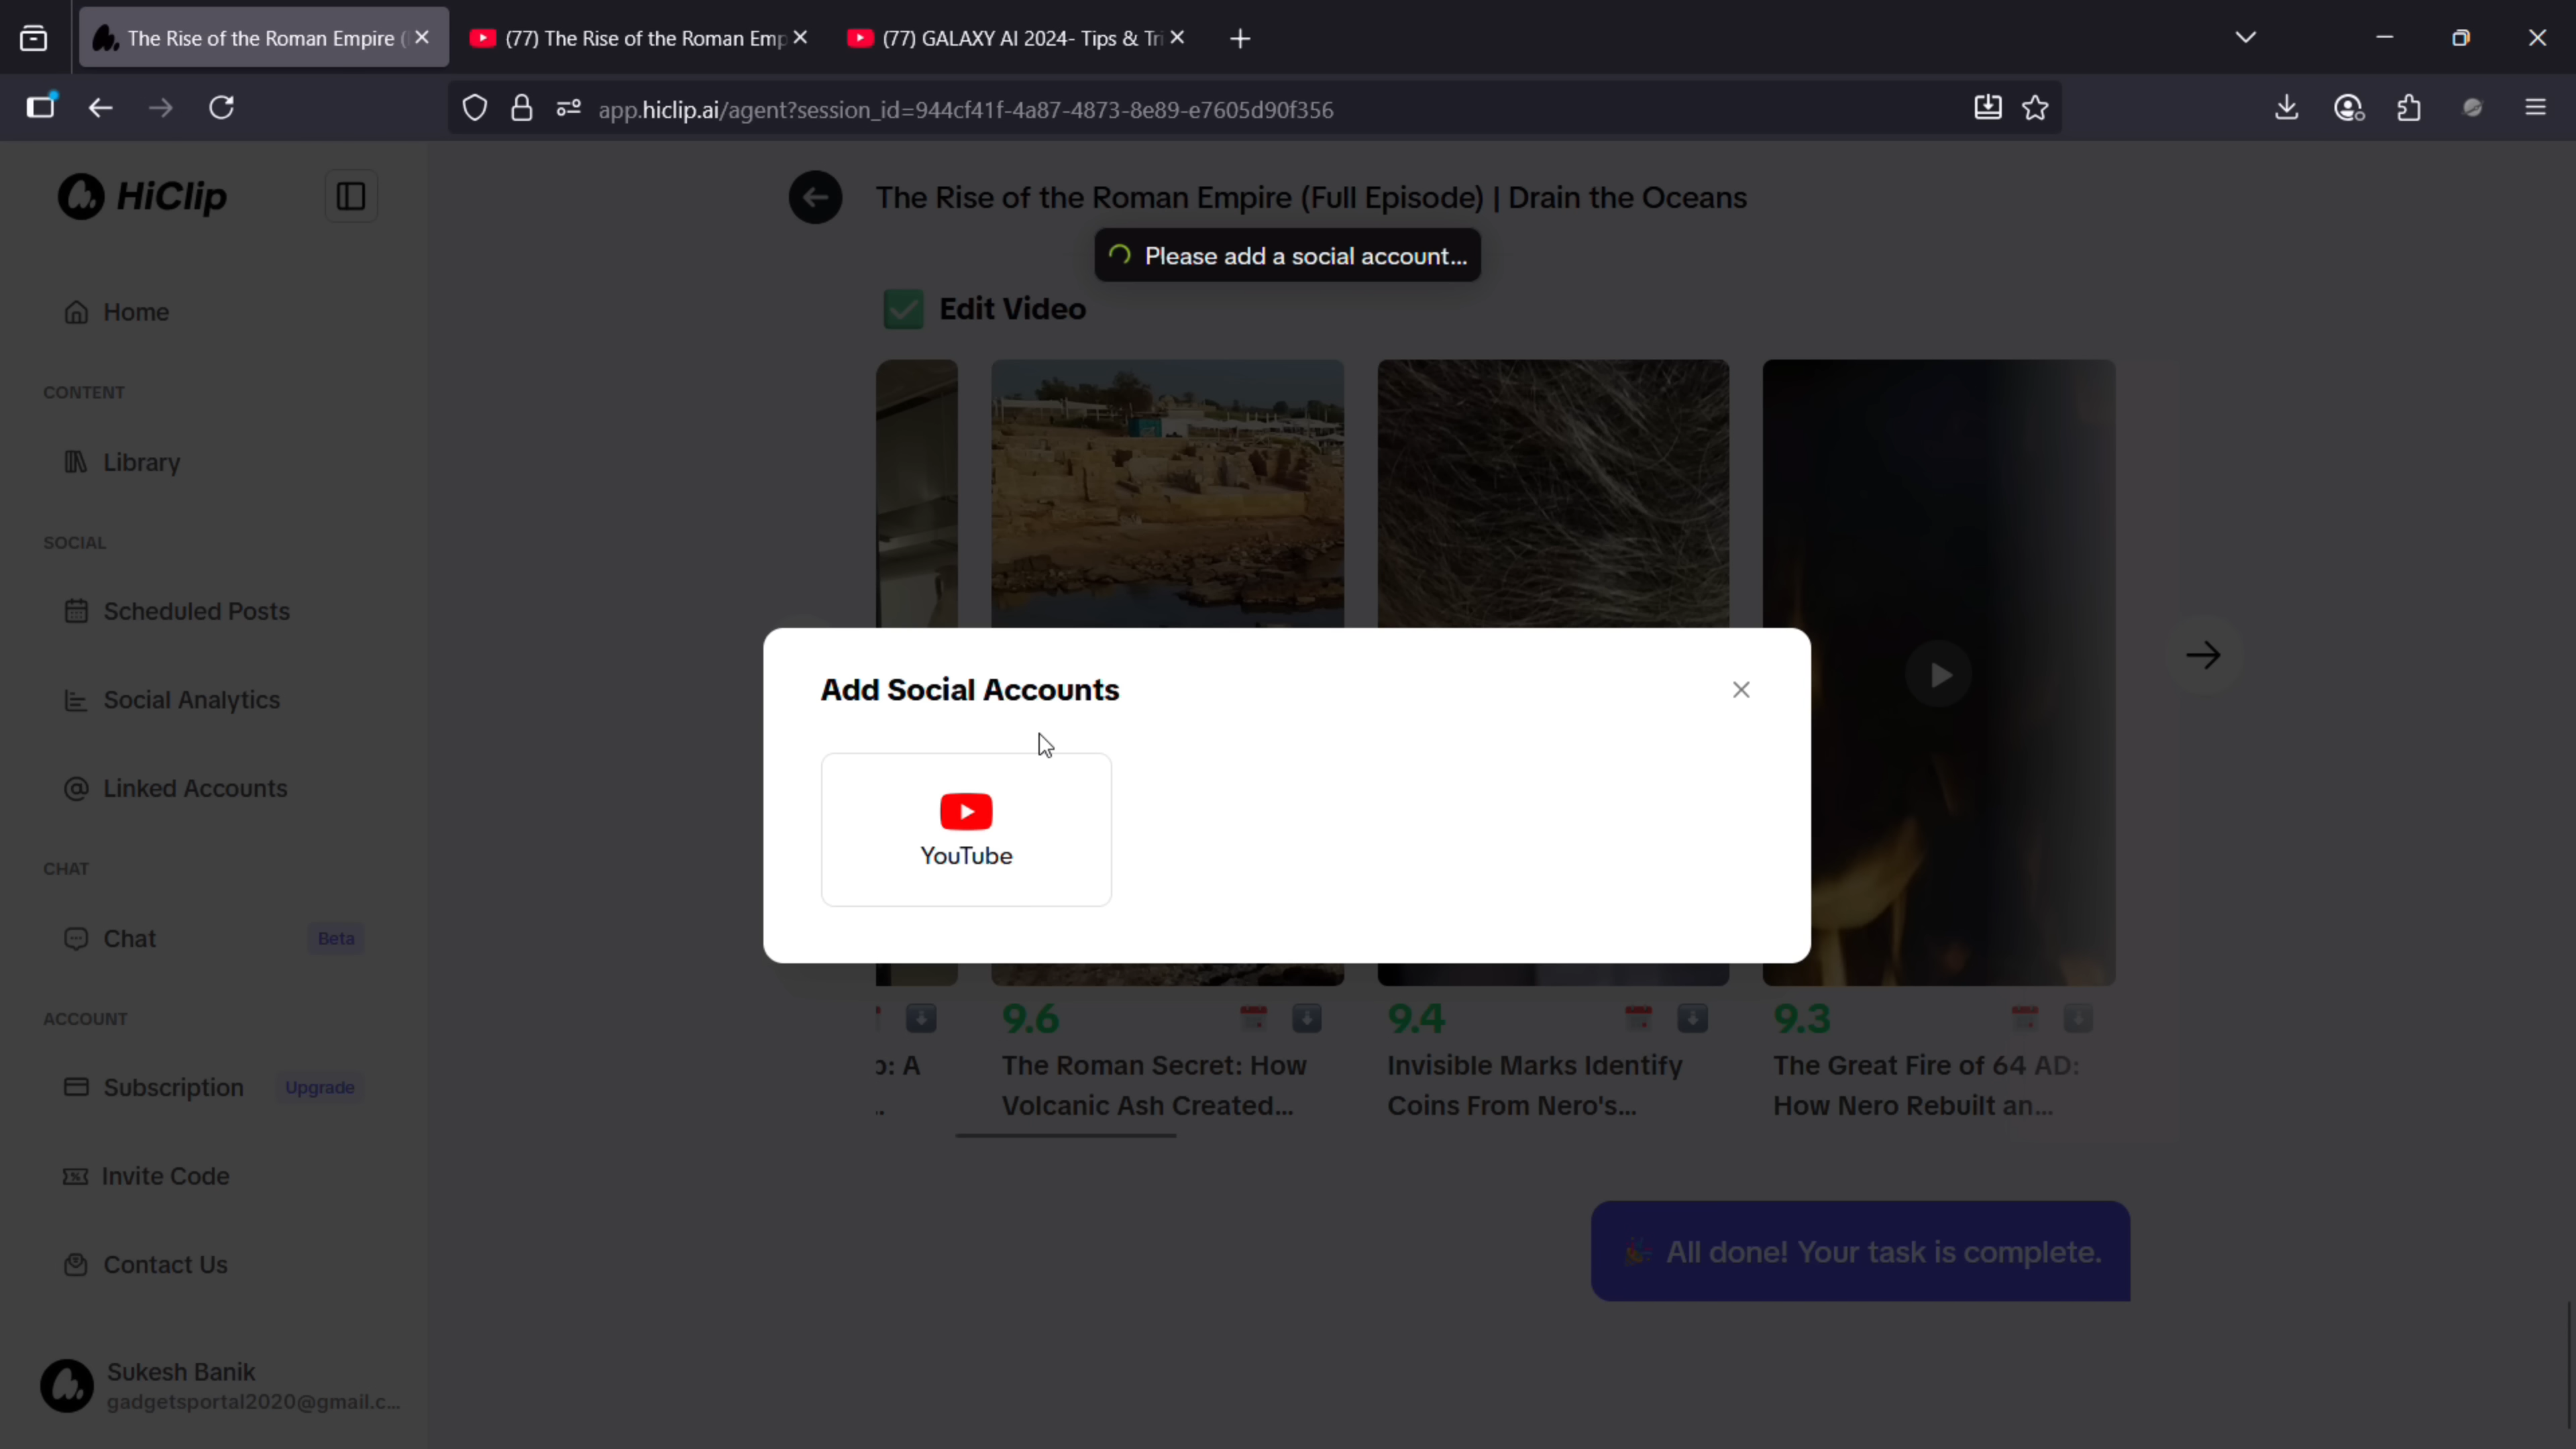 The Rise of the Roman Empire (
(77) The Rise of the Roman Emp
(77) GALAXY AI 2024- Tips & Tri
app.hiclip.ai/agent?session_id=944cf41f-4a87-4873-8e89-e7605d90f356
HiClip
Home
CONTENT
Library
SOCIAL
Scheduled Posts
Social Analytics
Linked Accounts
CHAT
Chat
Beta
ACCOUNT
Subscription
Upgrade
Invite Code
Contact Us
Sukesh Banik
gadgetsportal2020@gmail.c...
The Rise of the Roman Empire (Full Episode) | Drain the Oceans
Please add a social account...
Edit Video
Add Social Accounts
YouTube
: A
..
9.6
The Roman Secret: How
Volcanic Ash Created...
9.4
Invisible Marks Identify
Coins From Nero's...
9.3
The Great Fire of 64 AD:
How Nero Rebuilt an...
All done! Your task is complete.